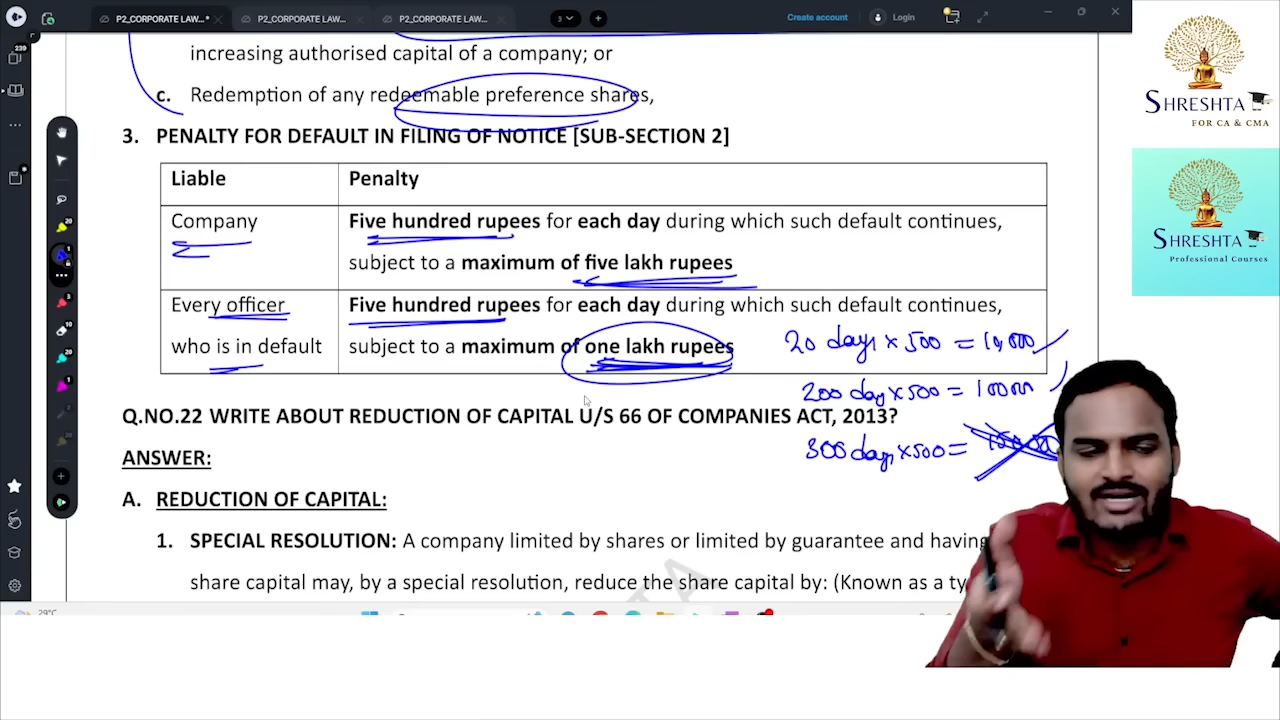 P2_CORPORATE LAW...*
P2_CORPORATE LAW...
P2_CORPORATE LAW...
3
Create account
Login
239
increasing authorised capital of a company; or
c. Redemption of any redeemable preference shares,
3. PENALTY FOR DEFAULT IN FILING OF NOTICE [SUB-SECTION 2]
Liable Penalty
Company Five hundred rupees for each day during which such default continues,
subject to a maximum of five lakh rupees
Every officer Five hundred rupees for each day during which such default continues,
who is in default subject to a maximum of one lakh rupees
20 days x 500 = 10,000
200 days x 500 = 100000
300 days x 500 =
Q.NO.22 WRITE ABOUT REDUCTION OF CAPITAL U/S 66 OF COMPANIES ACT, 2013?
ANSWER:
A. REDUCTION OF CAPITAL:
1. SPECIAL RESOLUTION: A company limited by shares or limited by guarantee and having
share capital may, by a special resolution, reduce the share capital by: (Known as a ty
29°C
SHRESHTA
FOR CA & CMA
SHRESHTA
Professional Courses